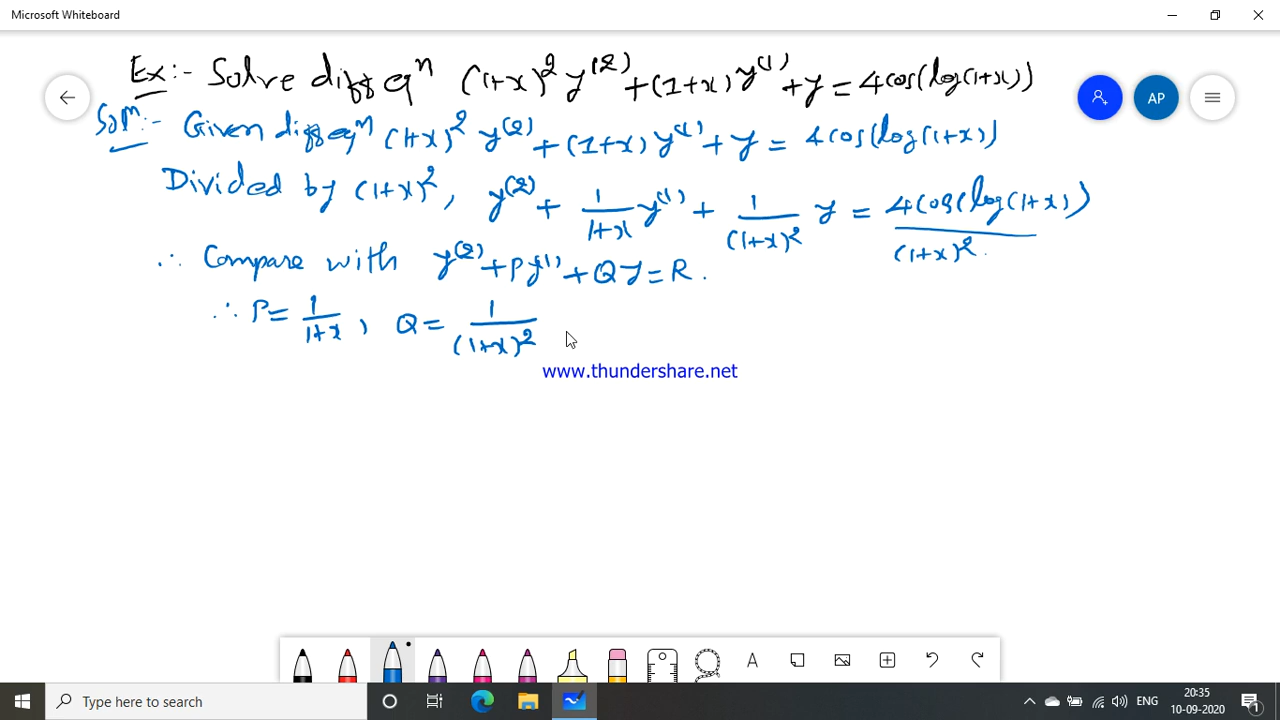 Microsoft Whiteboard
Ex:- Solve diff eqⁿ (1+x)² y⁽²⁾ + (1+x) y⁽¹⁾ + y = 4cos(log(1+x))
AP
Solⁿ:- Given diff eqⁿ (1+x)² y⁽²⁾ + (1+x) y⁽¹⁾ + y = 4cos(log(1+x))
Divided by (1+x)², y⁽²⁾ + 1/(1+x) y⁽¹⁾ + 1/(1+x)² y = 4cos(log(1+x))/(1+x)².
∴ Compare with y⁽²⁾ + Py⁽¹⁾ + Qy = R.
∴ P = 1/(1+x), Q = 1/(1+x)²
www.thundershare.net
A
Type here to search
ENG
20:35
10-09-2020
1